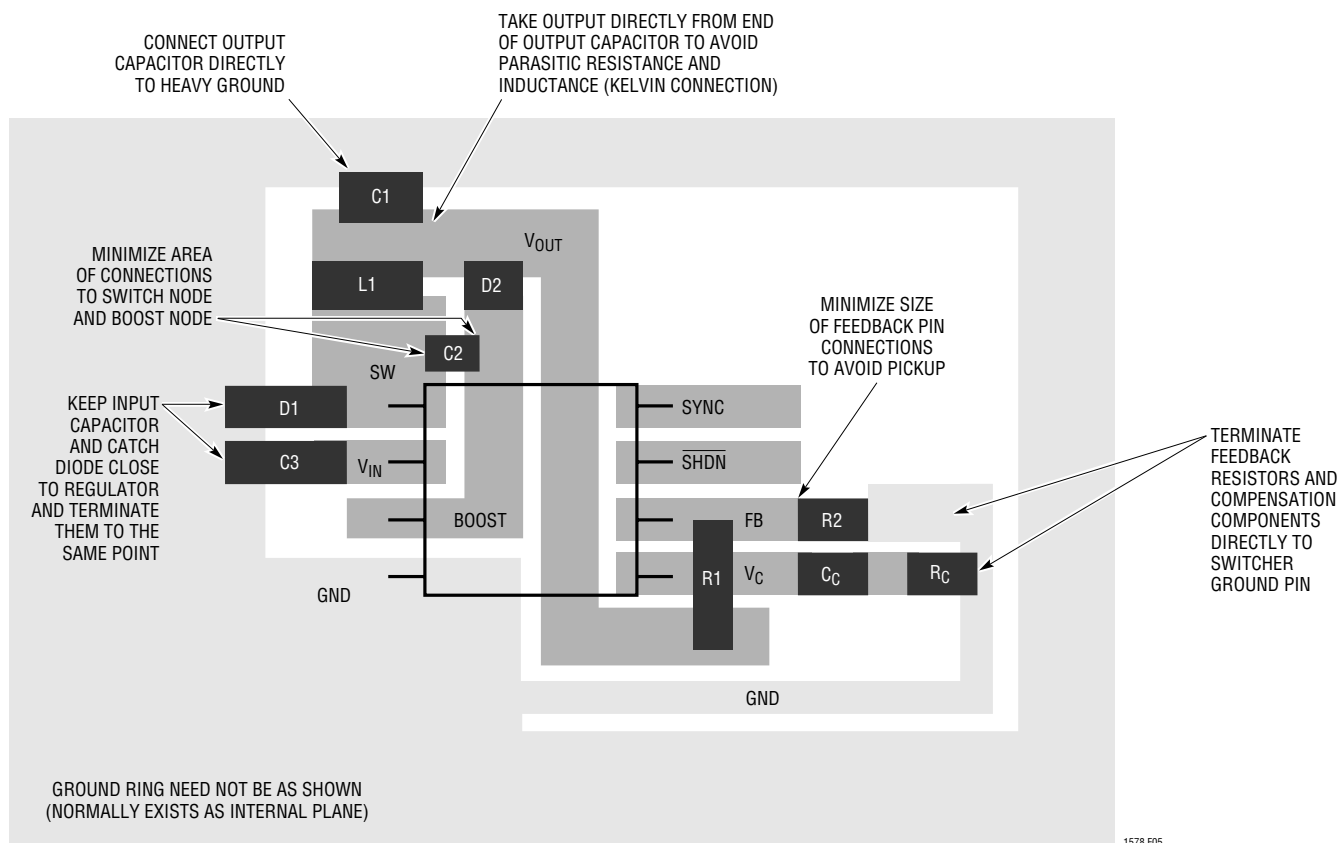 CONNECT OUTPUT
CAPACITOR DIRECTLY
TO HEAVY GROUND
TAKE OUTPUT DIRECTLY FROM END
OF OUTPUT CAPACITOR TO AVOID
PARASITIC RESISTANCE AND
INDUCTANCE (KELVIN CONNECTION)
C1
VOUT
MINIMIZE AREA
OF CONNECTIONS
TO SWITCH NODE
AND BOOST NODE
L1
D2
C2
SW
MINIMIZE SIZE
OF FEEDBACK PIN
CONNECTIONS
TO AVOID PICKUP
KEEP INPUT
CAPACITOR
AND CATCH
DIODE CLOSE
TO REGULATOR
AND TERMINATE
THEM TO THE
SAME POINT
D1
C3
VIN
BOOST
GND
SYNC
SHDN
FB
R2
R1
VC
CC
RC
TERMINATE
FEEDBACK
RESISTORS AND
COMPENSATION
COMPONENTS
DIRECTLY TO
SWITCHER
GROUND PIN
GND
GROUND RING NEED NOT BE AS SHOWN
(NORMALLY EXISTS AS INTERNAL PLANE)
1578 F05